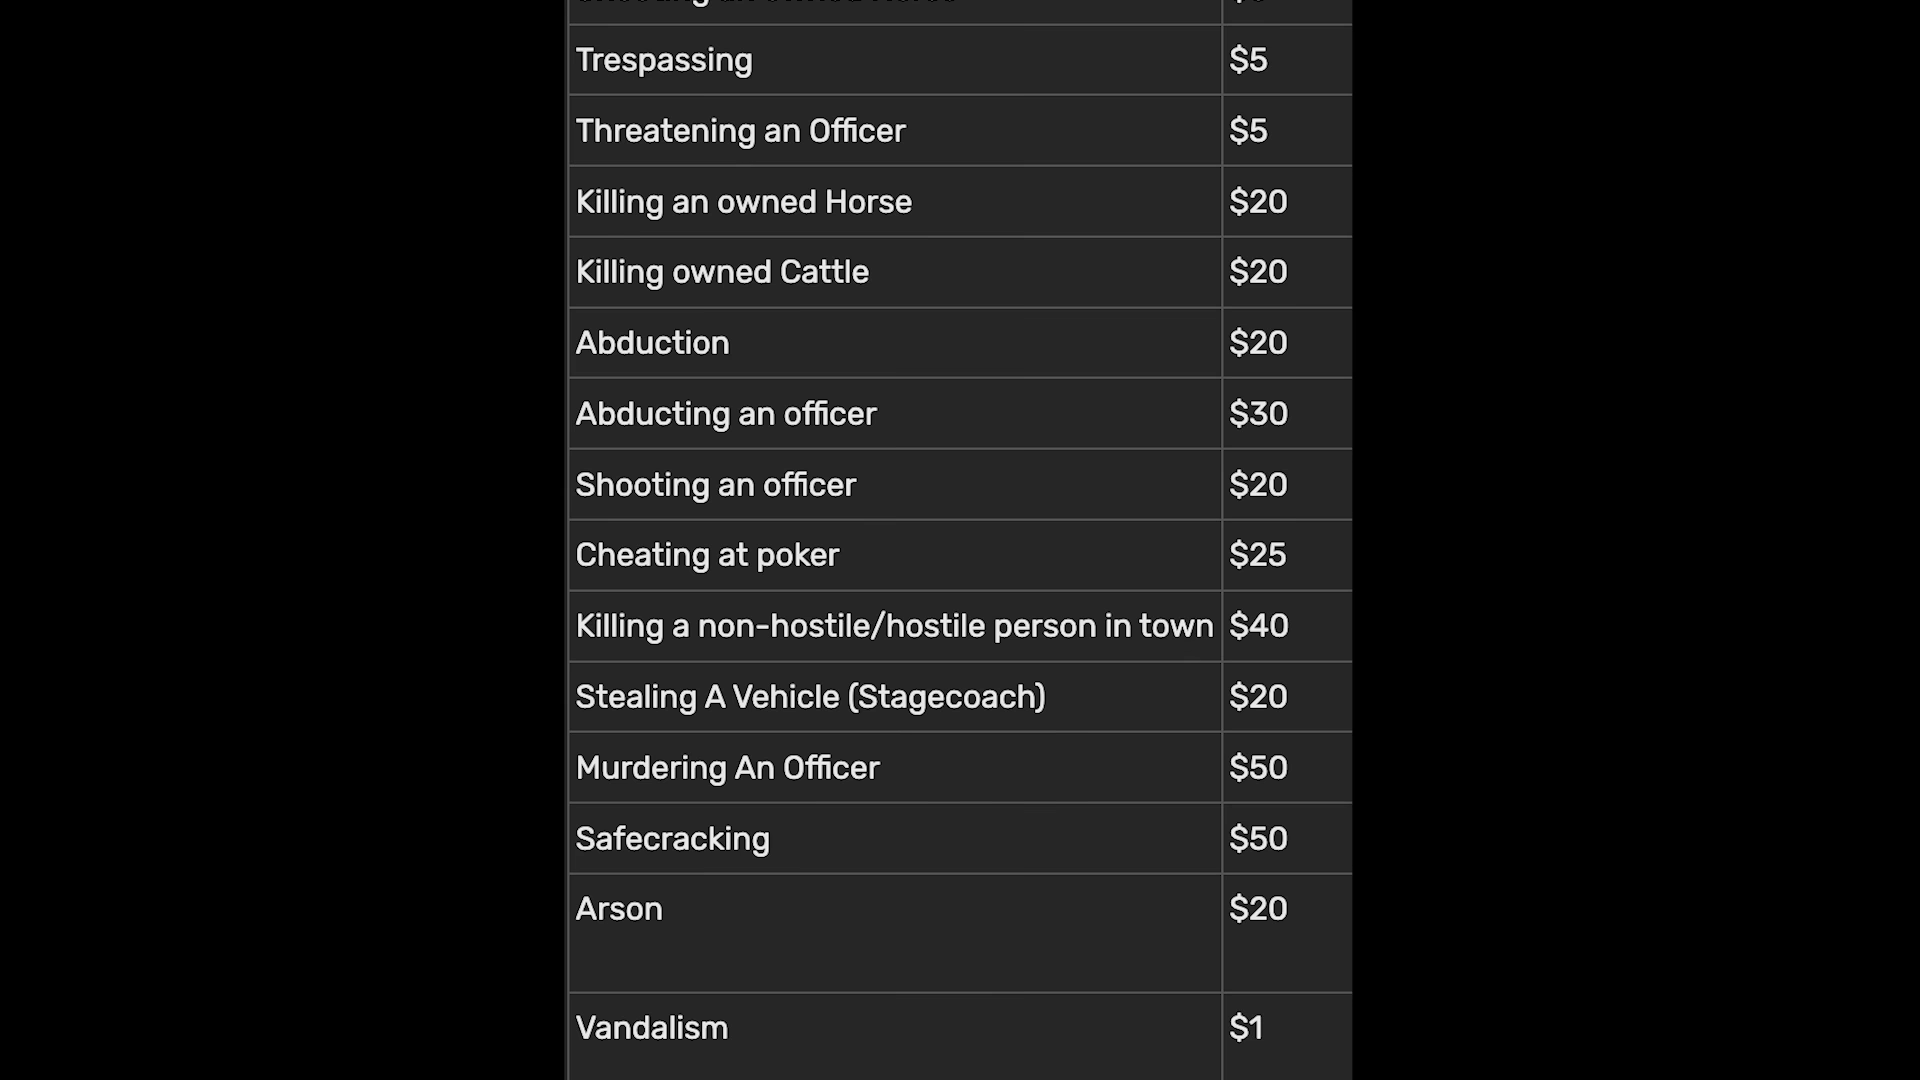 Trespassing $5
Threatening an Officer $5
Killing an owned Horse $20
Killing owned Cattle $20
Abduction $20
Abducting an officer $30
Shooting an officer $20
Cheating at poker $25
Killing a non-hostile/hostile person in town $40
Stealing A Vehicle (Stagecoach) $20
Murdering An Officer $50
Safecracking $50
Arson $20
Vandalism $1